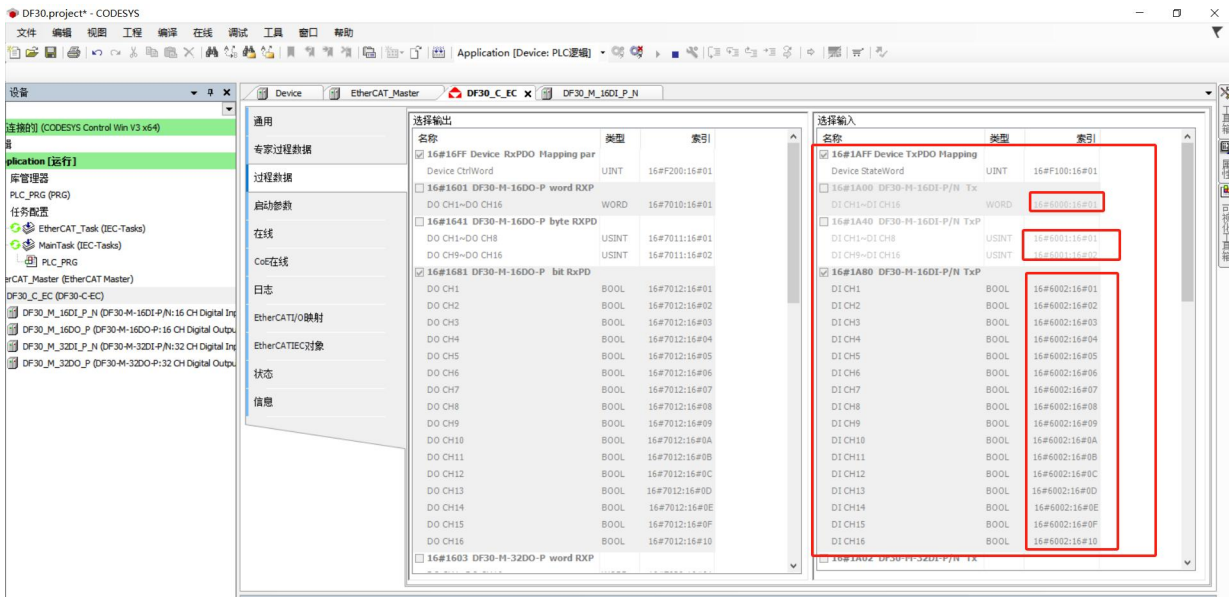 DF30.project* - CODESYS
文件 编辑 视图 工程 编译 在线 调试 工具 窗口 帮助
Application [Device: PLC逻辑]
设备
Device
EtherCAT_Master
DF30_C_EC
DF30_M_16DI_P_N
连接的] (CODESYS Control Win V3 x64)
辑
pplication [运行]
库管理器
PLC_PRG (PRG)
任务配置
EtherCAT_Task (IEC-Tasks)
MainTask (IEC-Tasks)
PLC_PRG
erCAT_Master (EtherCAT Master)
DF30_C_EC (DF30-C-EC)
DF30_M_16DI_P_N (DF30-M-16DI-P/N:16 CH Digital Inp
DF30_M_16DO_P (DF30-M-16DO-P:16 CH Digital Outpu
DF30_M_32DI_P_N (DF30-M-32DI-P/N:32 CH Digital Inp
DF30_M_32DO_P (DF30-M-32DO-P:32 CH Digital Outpu
通用
专家过程数据
过程数据
启动参数
在线
CoE在线
日志
EtherCATI/O映射
EtherCATIEC对象
状态
信息
选择输出
名称 类型 索引
16#16FF Device RxPDO Mapping par
Device CtrlWord UINT 16#F200:16#01
16#1601 DF30-M-16DO-P word RXP
DO CH1~DO CH16 WORD 16#7010:16#01
16#1641 DF30-M-16DO-P byte RXPD
DO CH1~DO CH8 USINT 16#7011:16#01
DO CH9~DO CH16 USINT 16#7011:16#02
16#1681 DF30-M-16DO-P bit RxPD
DO CH1 BOOL 16#7012:16#01
DO CH2 BOOL 16#7012:16#02
DO CH3 BOOL 16#7012:16#03
DO CH4 BOOL 16#7012:16#04
DO CH5 BOOL 16#7012:16#05
DO CH6 BOOL 16#7012:16#06
DO CH7 BOOL 16#7012:16#07
DO CH8 BOOL 16#7012:16#08
DO CH9 BOOL 16#7012:16#09
DO CH10 BOOL 16#7012:16#0A
DO CH11 BOOL 16#7012:16#0B
DO CH12 BOOL 16#7012:16#0C
DO CH13 BOOL 16#7012:16#0D
DO CH14 BOOL 16#7012:16#0E
DO CH15 BOOL 16#7012:16#0F
DO CH16 BOOL 16#7012:16#10
16#1603 DF30-M-32DO-P word RXP
选择输入
名称 类型 索引
16#1AFF Device TxPDO Mapping
Device StateWord UINT 16#F100:16#01
16#1A00 DF30-M-16DI-P/N Tx
DI CH1~DI CH16 WORD 16#6000:16#01
16#1A40 DF30-M-16DI-P/N TxP
DI CH1~DI CH8 USINT 16#6001:16#01
DI CH9~DI CH16 USINT 16#6001:16#02
16#1A80 DF30-M-16DI-P/N TxP
DI CH1 BOOL 16#6002:16#01
DI CH2 BOOL 16#6002:16#02
DI CH3 BOOL 16#6002:16#03
DI CH4 BOOL 16#6002:16#04
DI CH5 BOOL 16#6002:16#05
DI CH6 BOOL 16#6002:16#06
DI CH7 BOOL 16#6002:16#07
DI CH8 BOOL 16#6002:16#08
DI CH9 BOOL 16#6002:16#09
DI CH10 BOOL 16#6002:16#0A
DI CH11 BOOL 16#6002:16#0B
DI CH12 BOOL 16#6002:16#0C
DI CH13 BOOL 16#6002:16#0D
DI CH14 BOOL 16#6002:16#0E
DI CH15 BOOL 16#6002:16#0F
DI CH16 BOOL 16#6002:16#10
16#1A02 DF30-M-32DI-P/N Tx
工具箱
属性
可视化工具箱